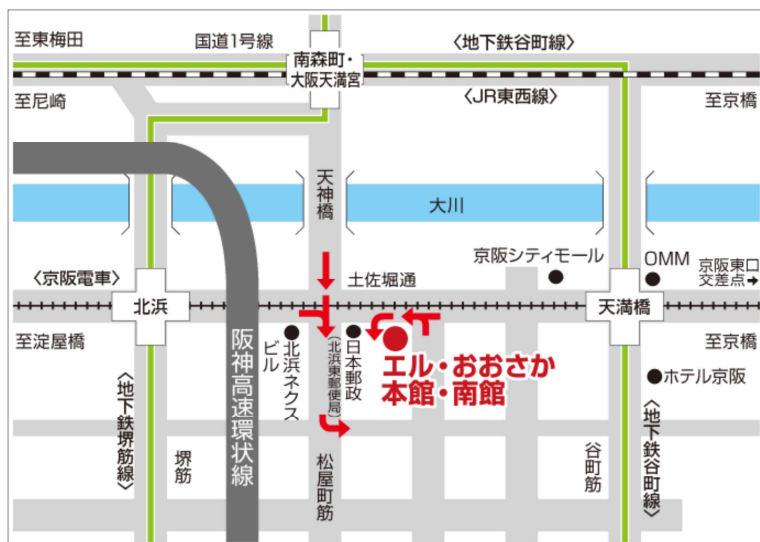 至東梅田
国道1号線
南森町・
大阪天満宮
〈地下鉄谷町線〉
至尼崎
〈JR東西線〉
至京橋
天神橋
大川
〈京阪電車〉
北浜
土佐堀通
京阪シティモール
OMM
京阪東口
交差点➔
天満橋
至淀屋橋
北浜ネクス
ビル
(北浜東郵便局)
日本郵政
エル・おおさか
本館・南館
至京橋
ホテル京阪
〈地下鉄堺筋線〉
堺筋
阪神高速環状線
松屋町筋
谷町筋
〈地下鉄谷町線〉